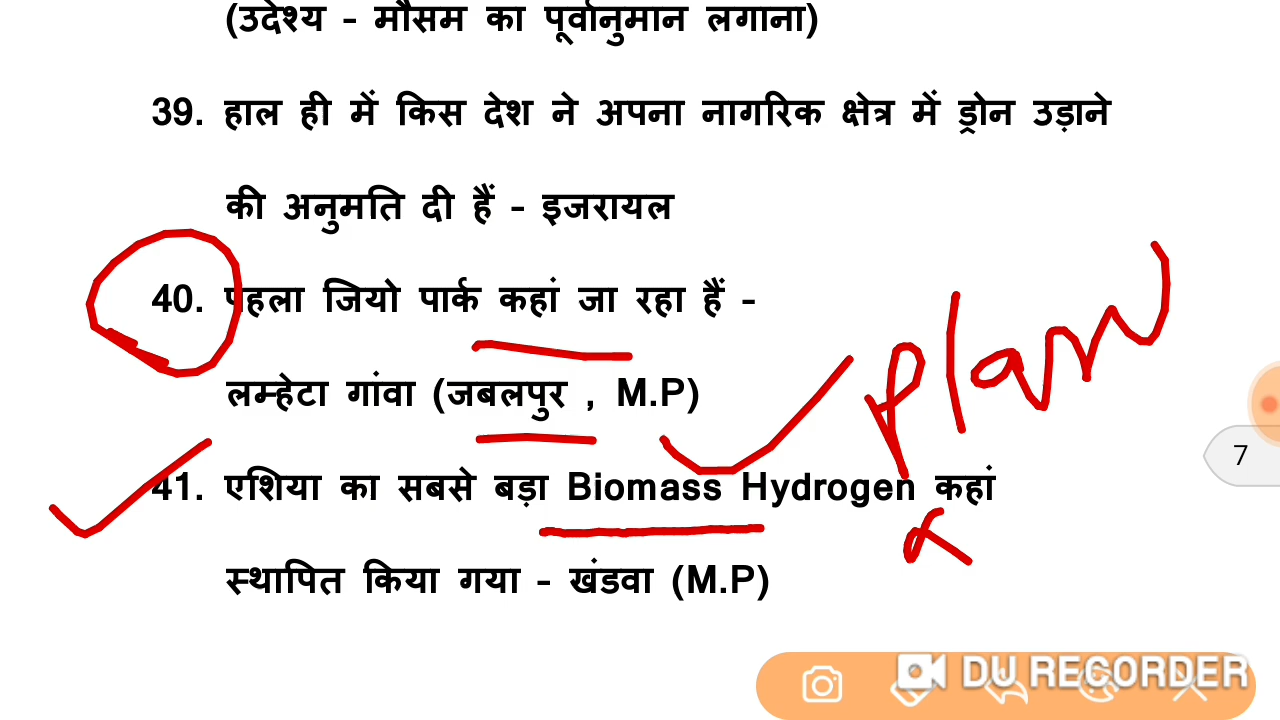 (उदेश्य - मौसम का पूर्वानुमान लगाना)
39. हाल ही में किस देश ने अपना नागरिक क्षेत्र में ड्रोन उड़ाने
की अनुमति दी हैं - इजरायल
40. पहला जियो पार्क कहां जा रहा हैं -
लम्हेटा गांवा (जबलपुर , M.P)
plan
7
41. एशिया का सबसे बड़ा Biomass Hydrogen कहां
स्थापित किया गया - खंडवा (M.P)
DU RECORDER